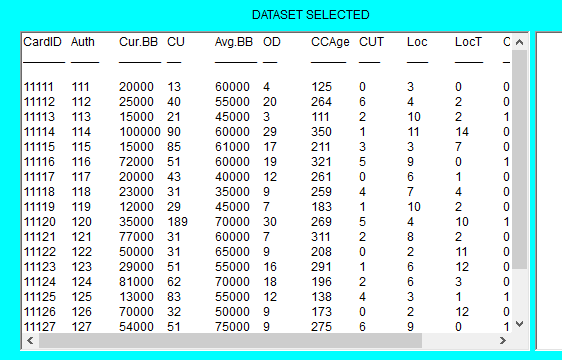 DATASET SELECTED
CardID Auth Cur.BB CU Avg.BB OD CCAge CUT Loc LocT C
11111 111 20000 13 60000 4 125 0 3 0 0
11112 112 25000 40 55000 20 264 6 4 2 0
11113 113 15000 21 45000 3 111 2 10 2 1
11114 114 100000 90 60000 29 350 1 11 14 0
11115 115 15000 85 61000 17 211 3 3 7 0
11116 116 72000 51 60000 19 321 5 9 0 1
11117 117 20000 43 40000 12 261 0 6 1 0
11118 118 23000 31 35000 9 259 4 7 4 0
11119 119 12000 29 45000 7 183 1 10 2 0
11120 120 35000 189 70000 30 269 5 4 10 1
11121 121 77000 31 60000 7 311 2 8 2 0
11122 122 50000 31 65000 9 208 0 2 11 0
11123 123 29000 51 55000 16 291 1 6 12 0
11124 124 81000 62 70000 18 196 2 6 3 0
11125 125 13000 83 55000 12 138 4 3 1 1
11126 126 70000 32 50000 9 173 0 2 12 0
11127 127 54000 51 75000 9 275 6 9 0 1